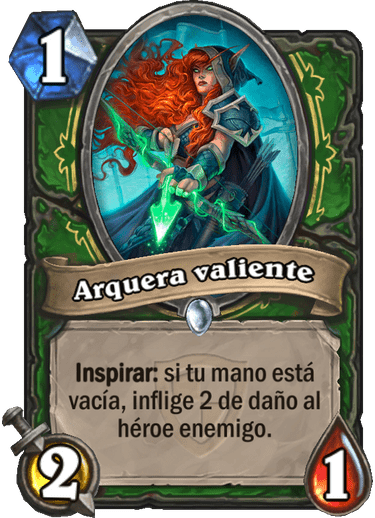 1
Arquera valiente
Inspirar: si tu mano está
vacía, inflige 2 de daño al
héroe enemigo.
2
1